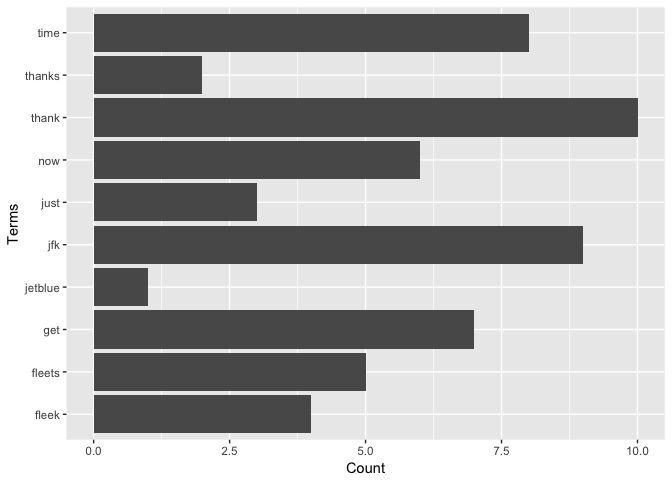 time
thanks
thank
now
just
jfk
jetblue
get
fleets
fleek
Terms
0.0 2.5 5.0 7.5 10.0
Count